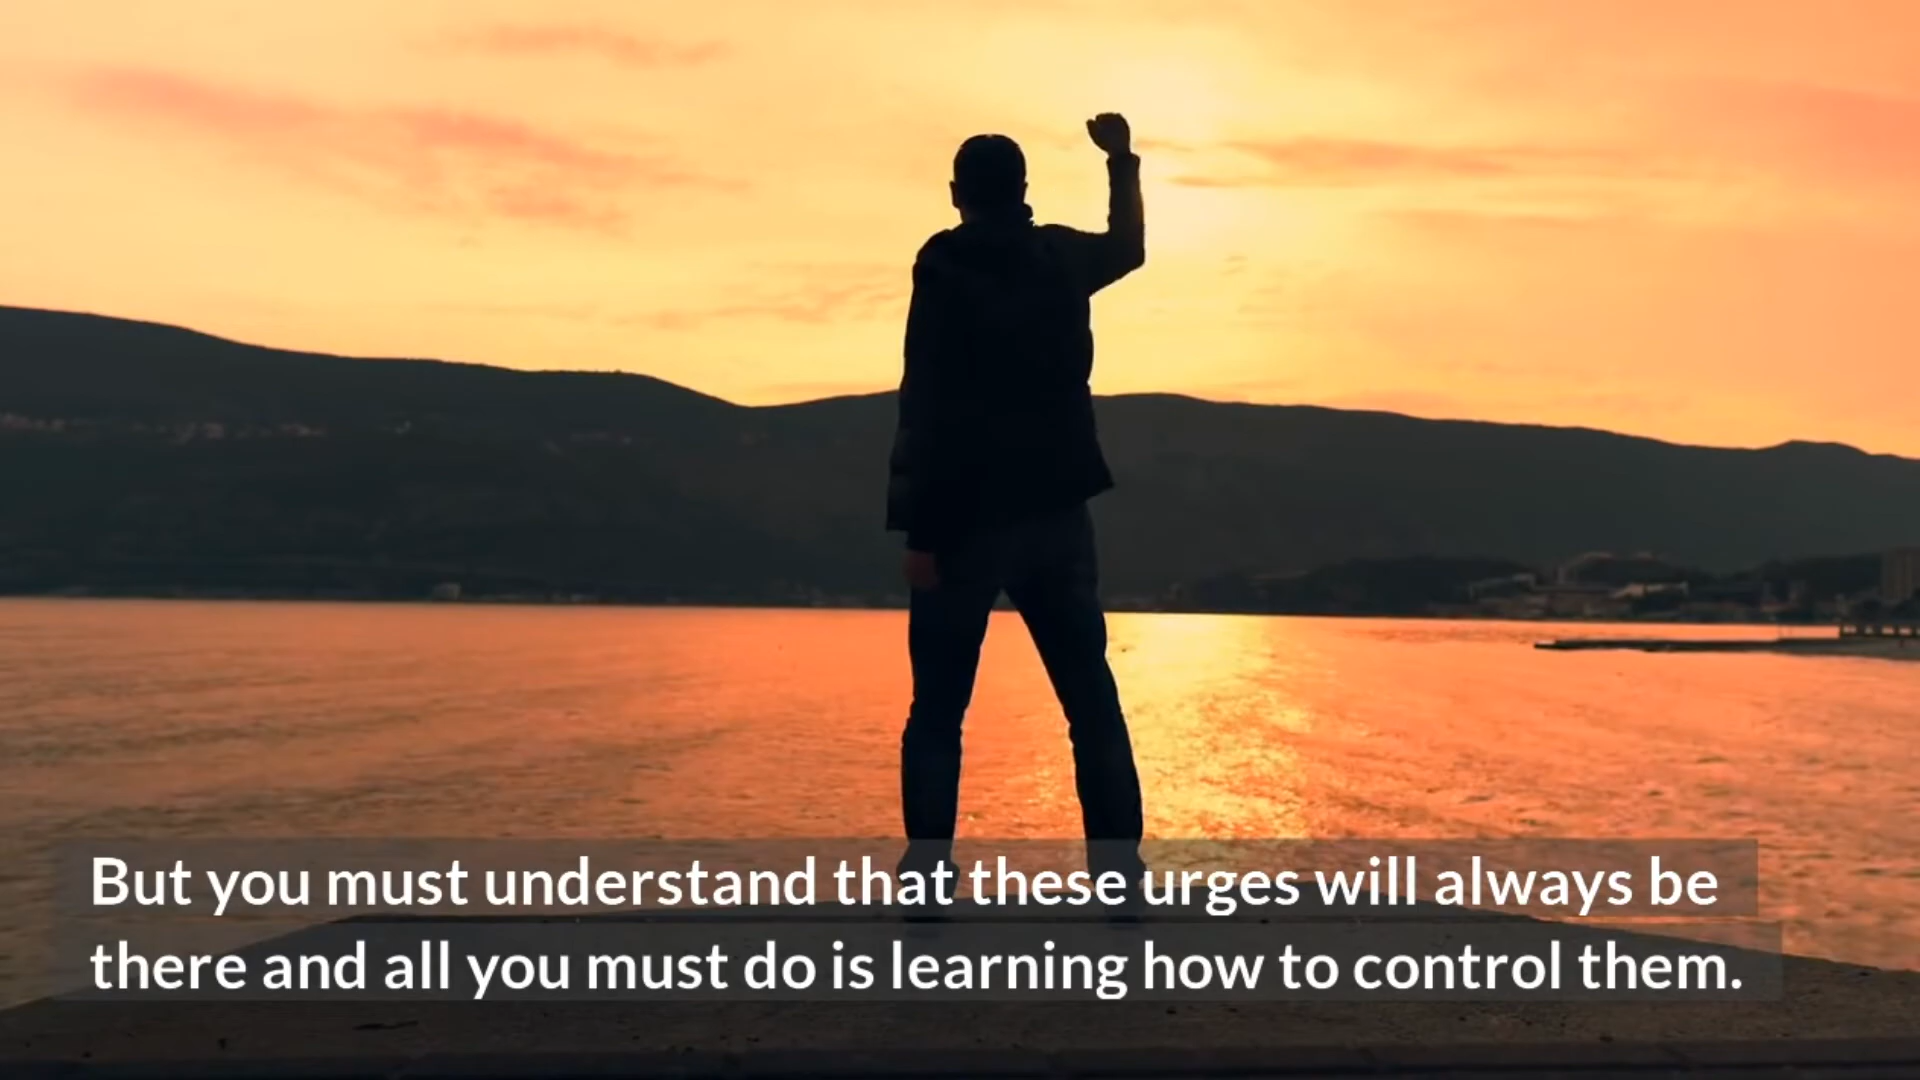 But you must understand that these urges will always be
there and all you must do is learning how to control them.